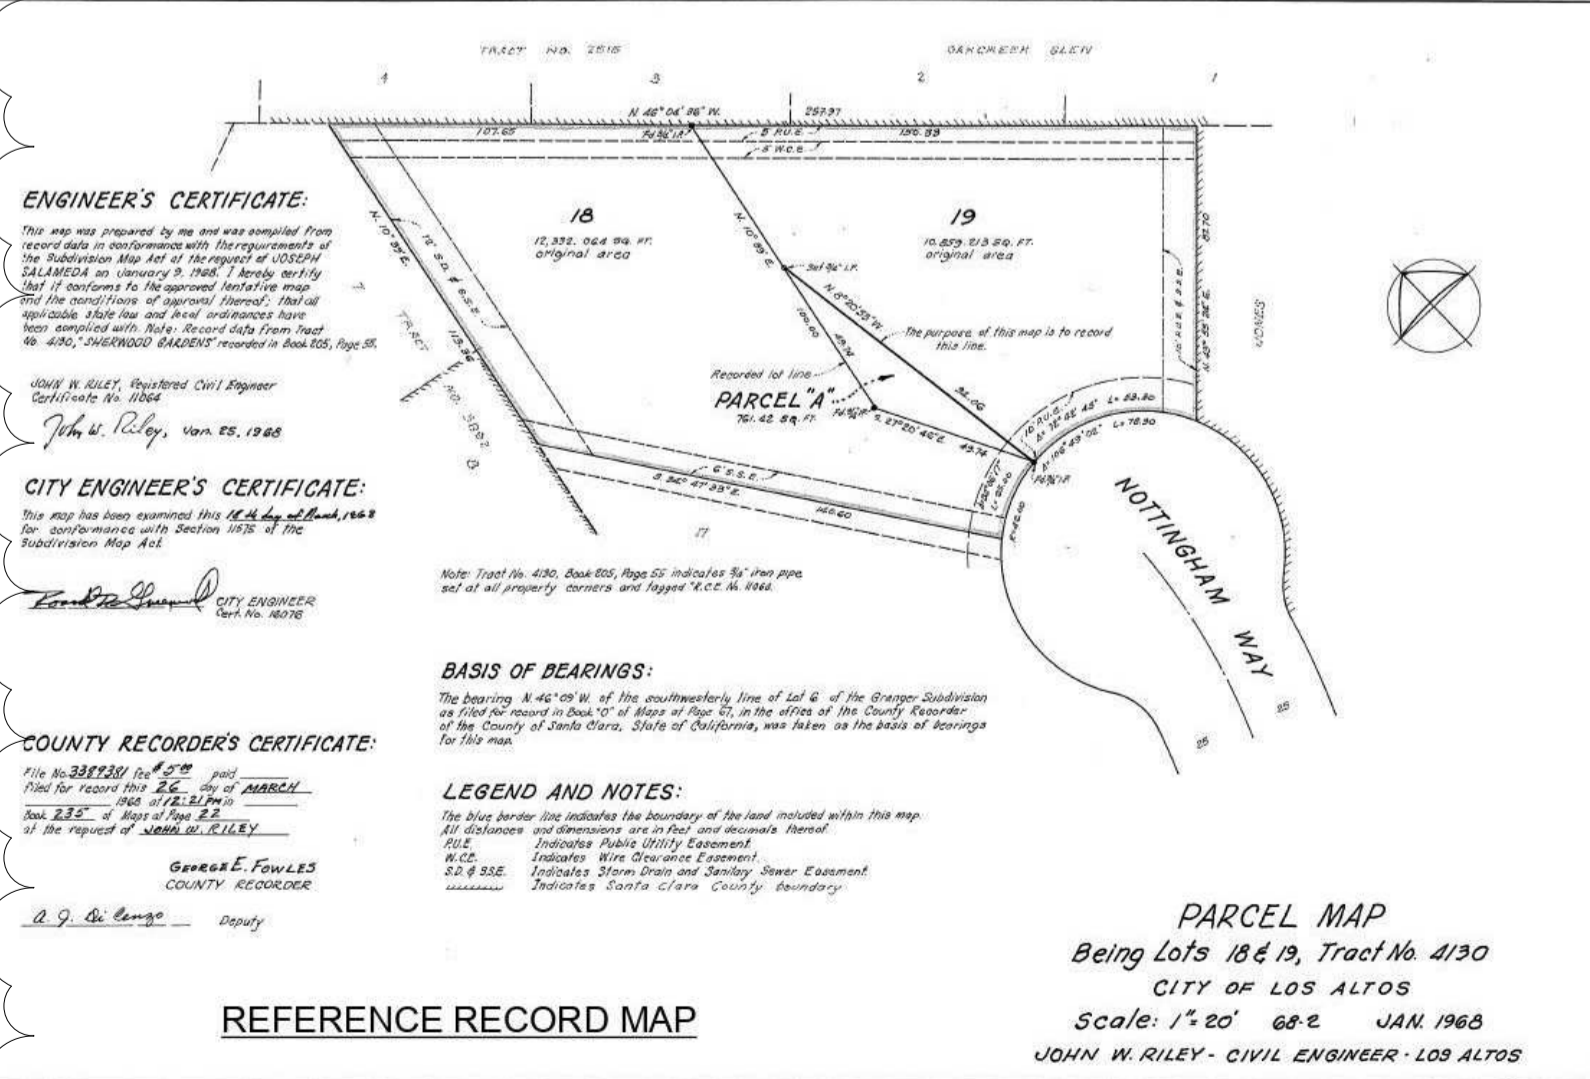 TRACT NO. 2515
OAKCREEK GLEN
4
3
2
1
N. 46° 04' 36" W.
257.97
107.65
Fd ¾" I.P.
5' P.U.E.
5' W.C.E.
N. 10° 39' E.
12' S.D. & S.S.E.
18
original area
N. 10° 39' E.
19
10,859.213 SQ. FT.
original area
Set ¾" I.P.
100.00
The purpose of this map is to record
this line.
Recorded lot line
PARCEL "A"
761.42 SQ. FT.
49.74
TRACT
6' S.S.E.
140.60
10' P.U.E.
JONES
NOTTINGHAM WAY
25
25
17
ENGINEER'S CERTIFICATE:
This map was prepared by me and was compiled from
record data in conformance with the requirements of
the Subdivision Map Act at the request of JOSEPH
SALAMEDA on January 9, 1968. I hereby certify
that it conforms to the approved tentative map
and the conditions of approval thereof; that all
applicable state law and local ordinances have
been complied with. Note: Record data from Tract
No. 4130, "SHERWOOD GARDENS" recorded in Book 205, Page 55.
JOHN W. RILEY, Registered Civil Engineer
Certificate No. 11064
John W. Riley, Jan. 25, 1968
CITY ENGINEER'S CERTIFICATE:
This map has been examined this 18th day of March, 1968
for conformance with Section 11575 of the
Subdivision Map Act.
CITY ENGINEER
Cert. No. 16076
COUNTY RECORDER'S CERTIFICATE:
File No. 3389381 fee $5.00 paid
Filed for record this 26 day of MARCH
1968 at 12:21 PM in
Book 235 of Maps at Page 22
at the request of JOHN W. RILEY
GEORGE E. FOWLES
COUNTY RECORDER
Deputy
Note: Tract No. 4130, Book 205, Page 55 indicates ¾" iron pipe
set at all property corners and tagged "R.C.E. No. 11064.
BASIS OF BEARINGS:
The bearing N. 46° 09' W. of the southwesterly line of Lot 6 of the Granger Subdivision
as filed for record in Book "O" of Maps at Page 67, in the office of the County Recorder
of the County of Santa Clara, State of California, was taken as the basis of bearings
for this map.
LEGEND AND NOTES:
The blue border line indicates the boundary of the land included within this map.
All distances and dimensions are in feet and decimals thereof.
P.U.E. Indicates Public Utility Easement.
W.C.E. Indicates Wire Clearance Easement.
S.D. & S.S.E. Indicates Storm Drain and Sanitary Sewer Easement.
Indicates Santa Clara County boundary
REFERENCE RECORD MAP
PARCEL MAP
Being Lots 18 & 19, Tract No. 4130
CITY OF LOS ALTOS
Scale: 1" = 20' 68-2 JAN. 1968
JOHN W. RILEY - CIVIL ENGINEER - LOS ALTOS